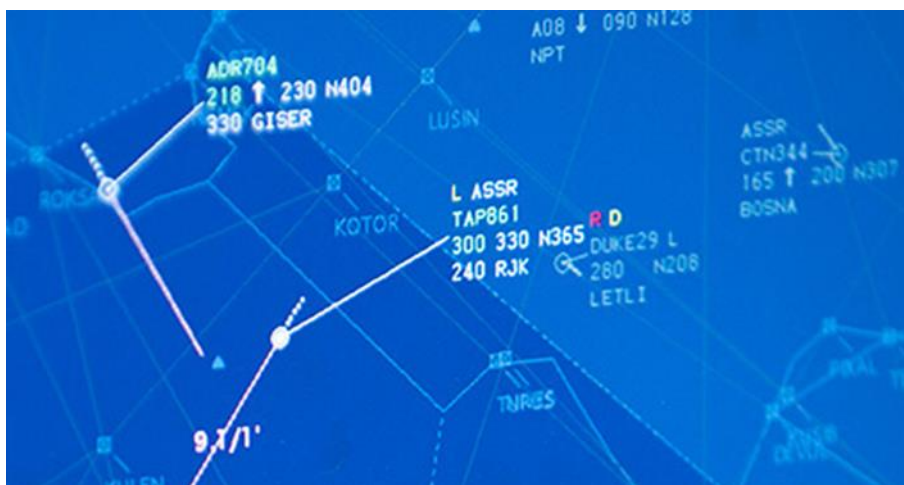 A08 ↓ 090 N128
NPT
ADR704
218 ↑ 230 N404
330 GISER
LUSIN
ASSR
CTN344
165 ↑ 200 N307
BOSNA
L ASSR
TAP861
300 330 N365
240 RJK
R D
DUKE29 L
280 N208
LETLI
KOTOR
TNRES
9.1/1'